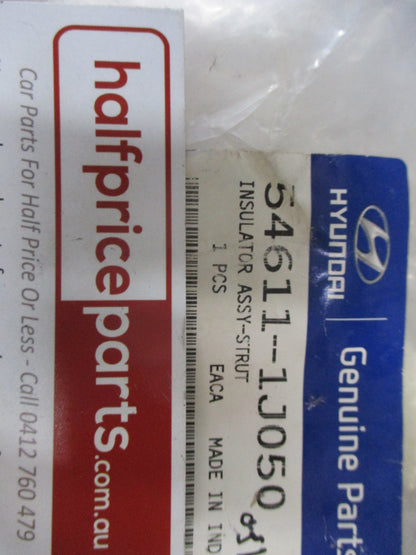 halfpriceparts.com.au
Car Parts For Half Price Or Less - Call 0412 760 479
HYUNDAI
Genuine Parts
54611--1J050
INSULATOR ASSY-STRUT
1 PCS EACA MADE IN IND